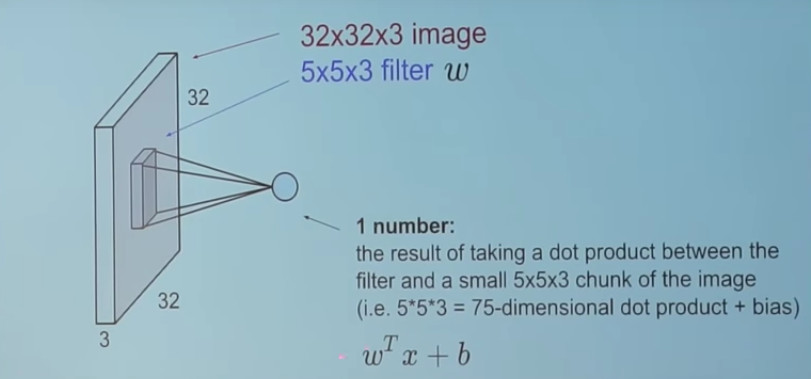 32x32x3 image
5x5x3 filter w
32
1 number:
the result of taking a dot product between the
filter and a small 5x5x3 chunk of the image
(i.e. 5*5*3 = 75-dimensional dot product + bias)
32
3
w^T x + b